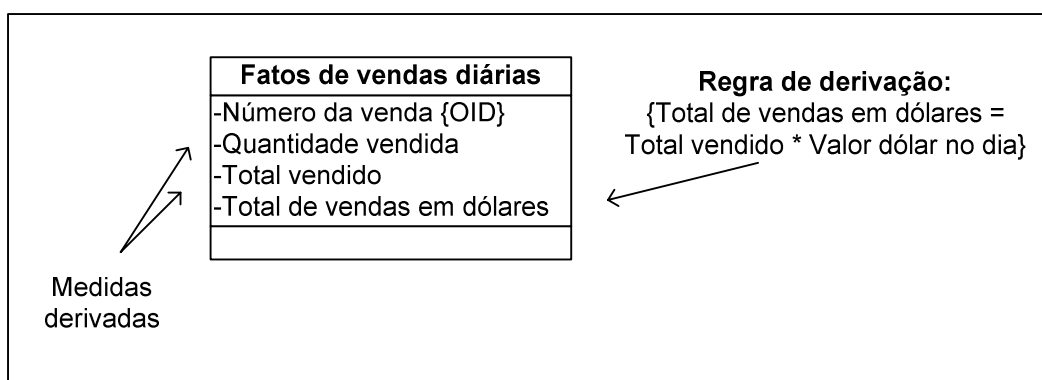 Fatos de vendas diárias
-Número da venda {OID}
-Quantidade vendida
-Total vendido
-Total de vendas em dólares
Regra de derivação:
{Total de vendas em dólares =
Total vendido * Valor dólar no dia}
Medidas
derivadas